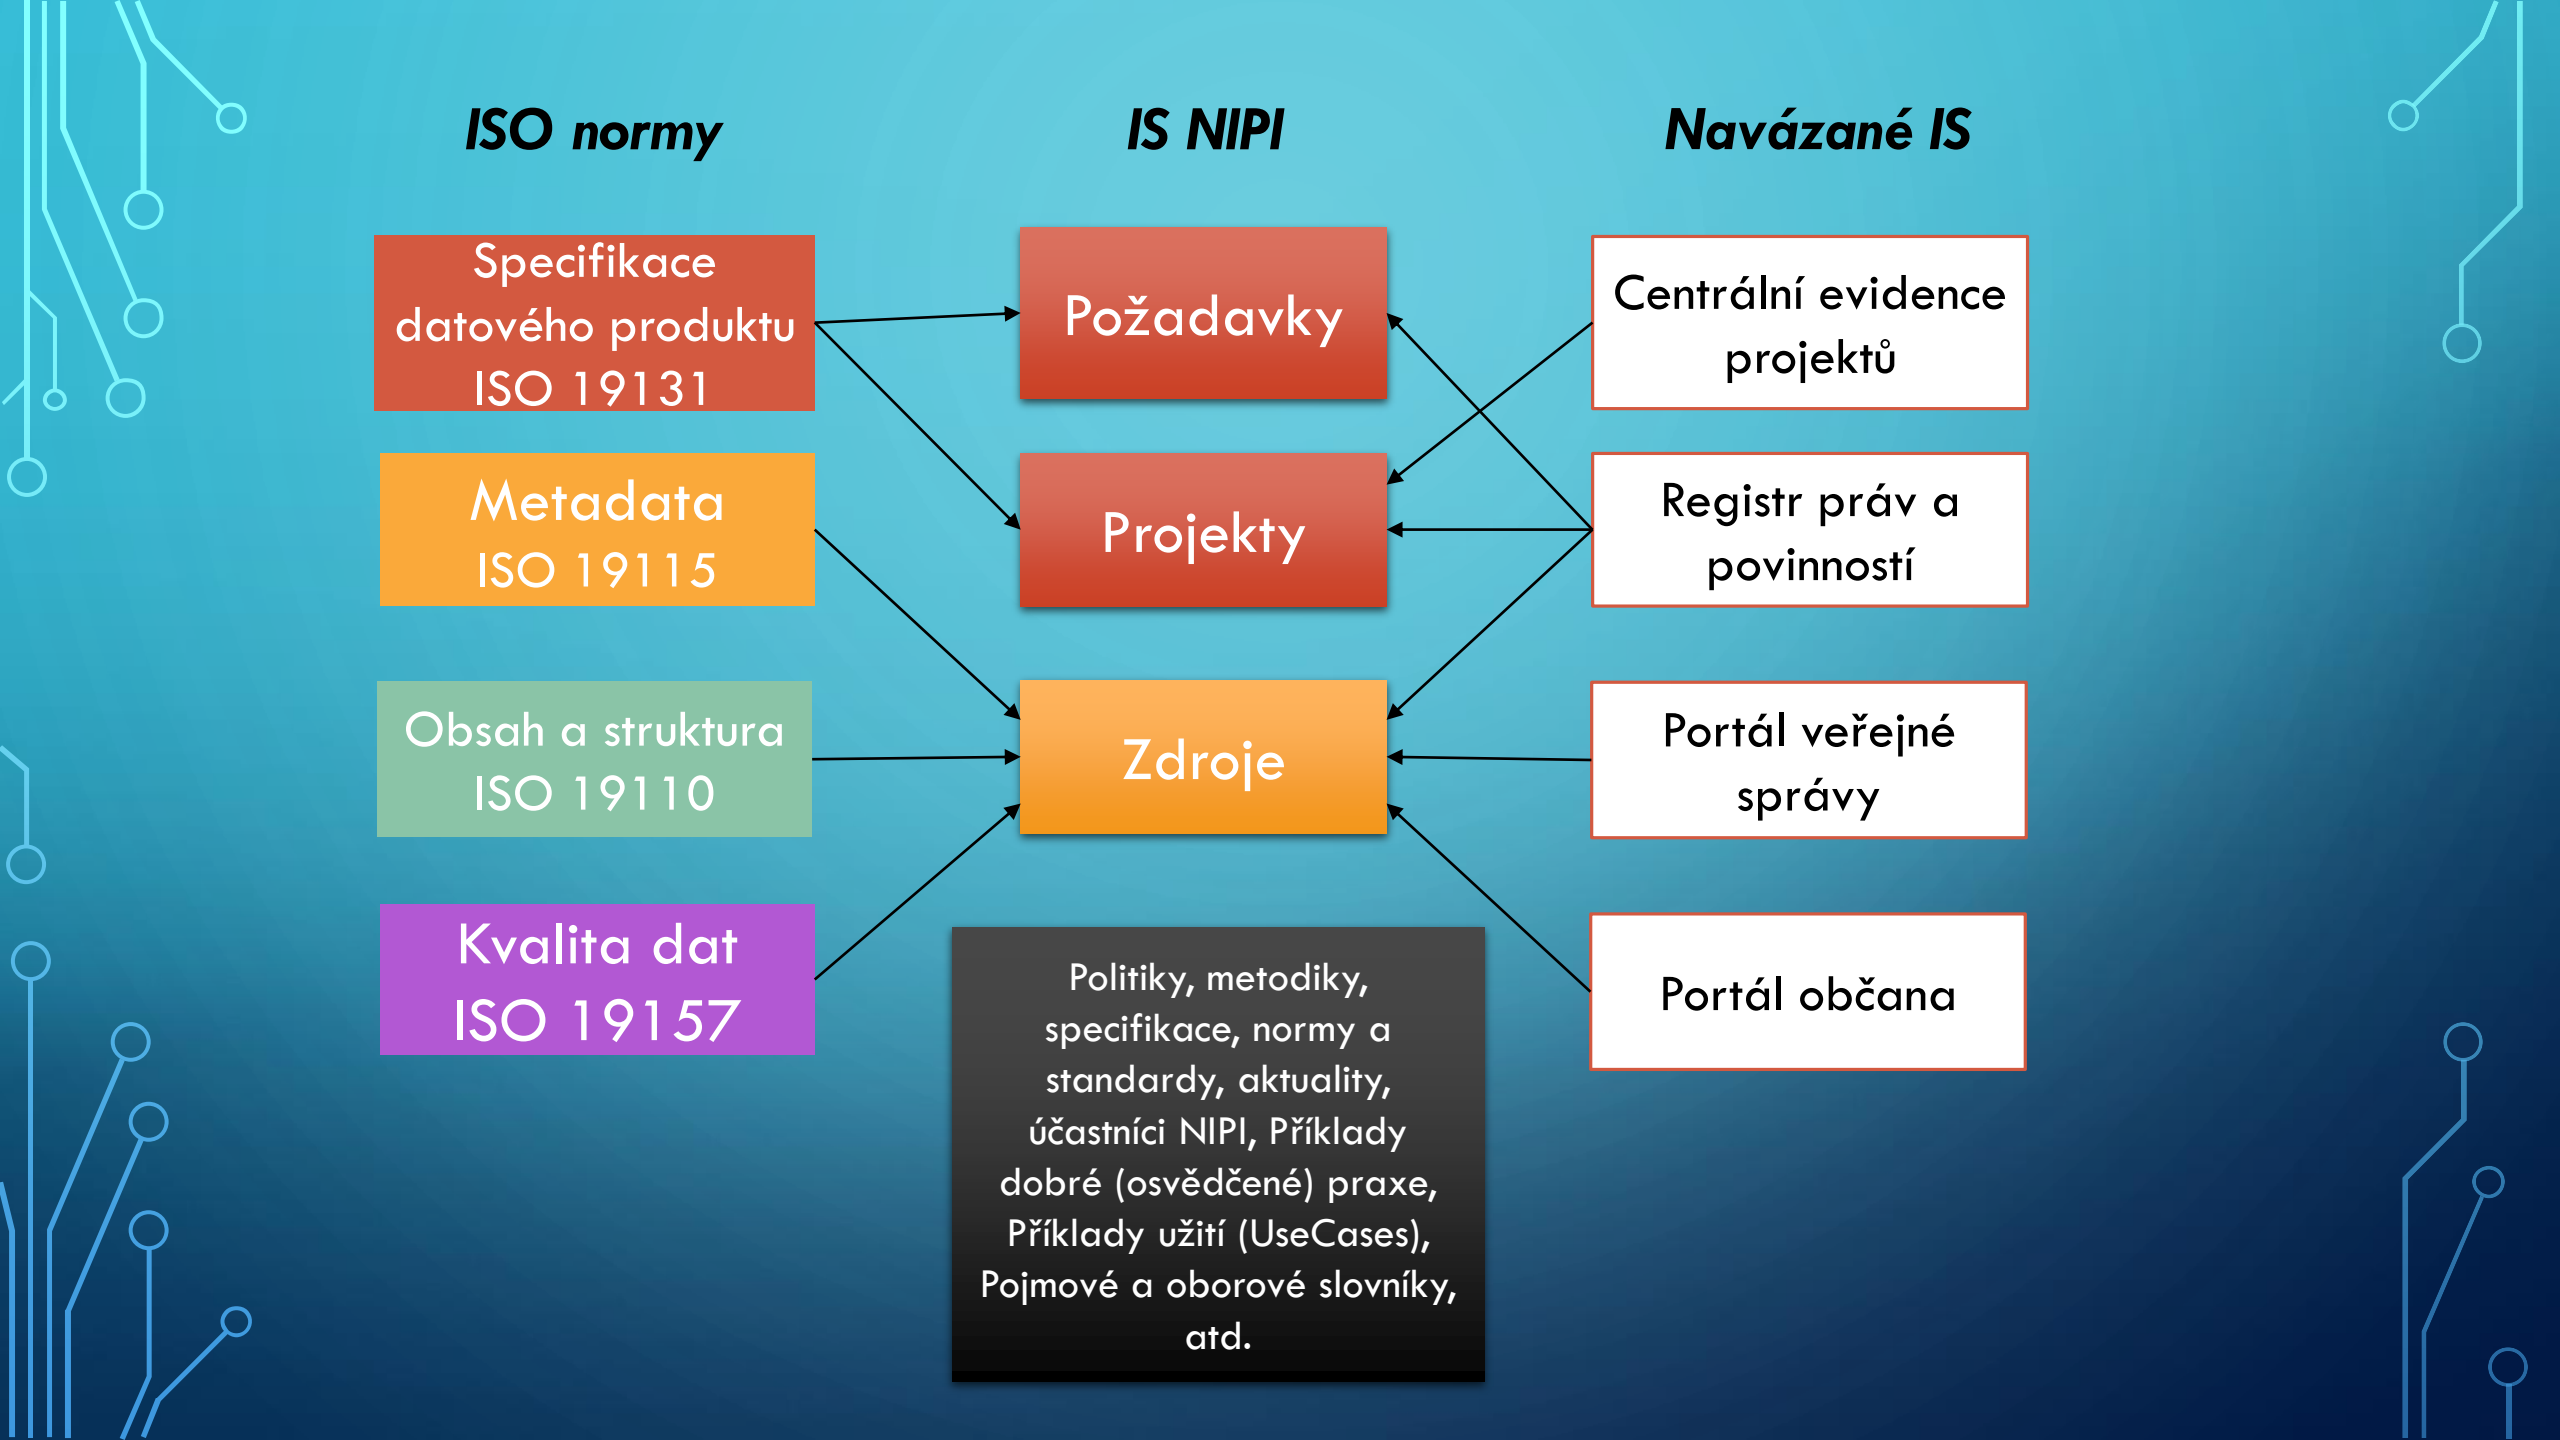 ISO normy
IS NIPI
Navázané IS
Specifikace
datového produktu
ISO 19131
Metadata
ISO 19115
Obsah a struktura
ISO 19110
Kvalita dat
ISO 19157
Požadavky
Projekty
Zdroje
Politiky, metodiky,
specifikace, normy a
standardy, aktuality,
účastníci NIPI, Příklady
dobré (osvědčené) praxe,
Příklady užití (UseCases),
Pojmové a oborové slovníky,
atd.
Centrální evidence
projektů
Registr práv a
povinností
Portál veřejné
správy
Portál občana